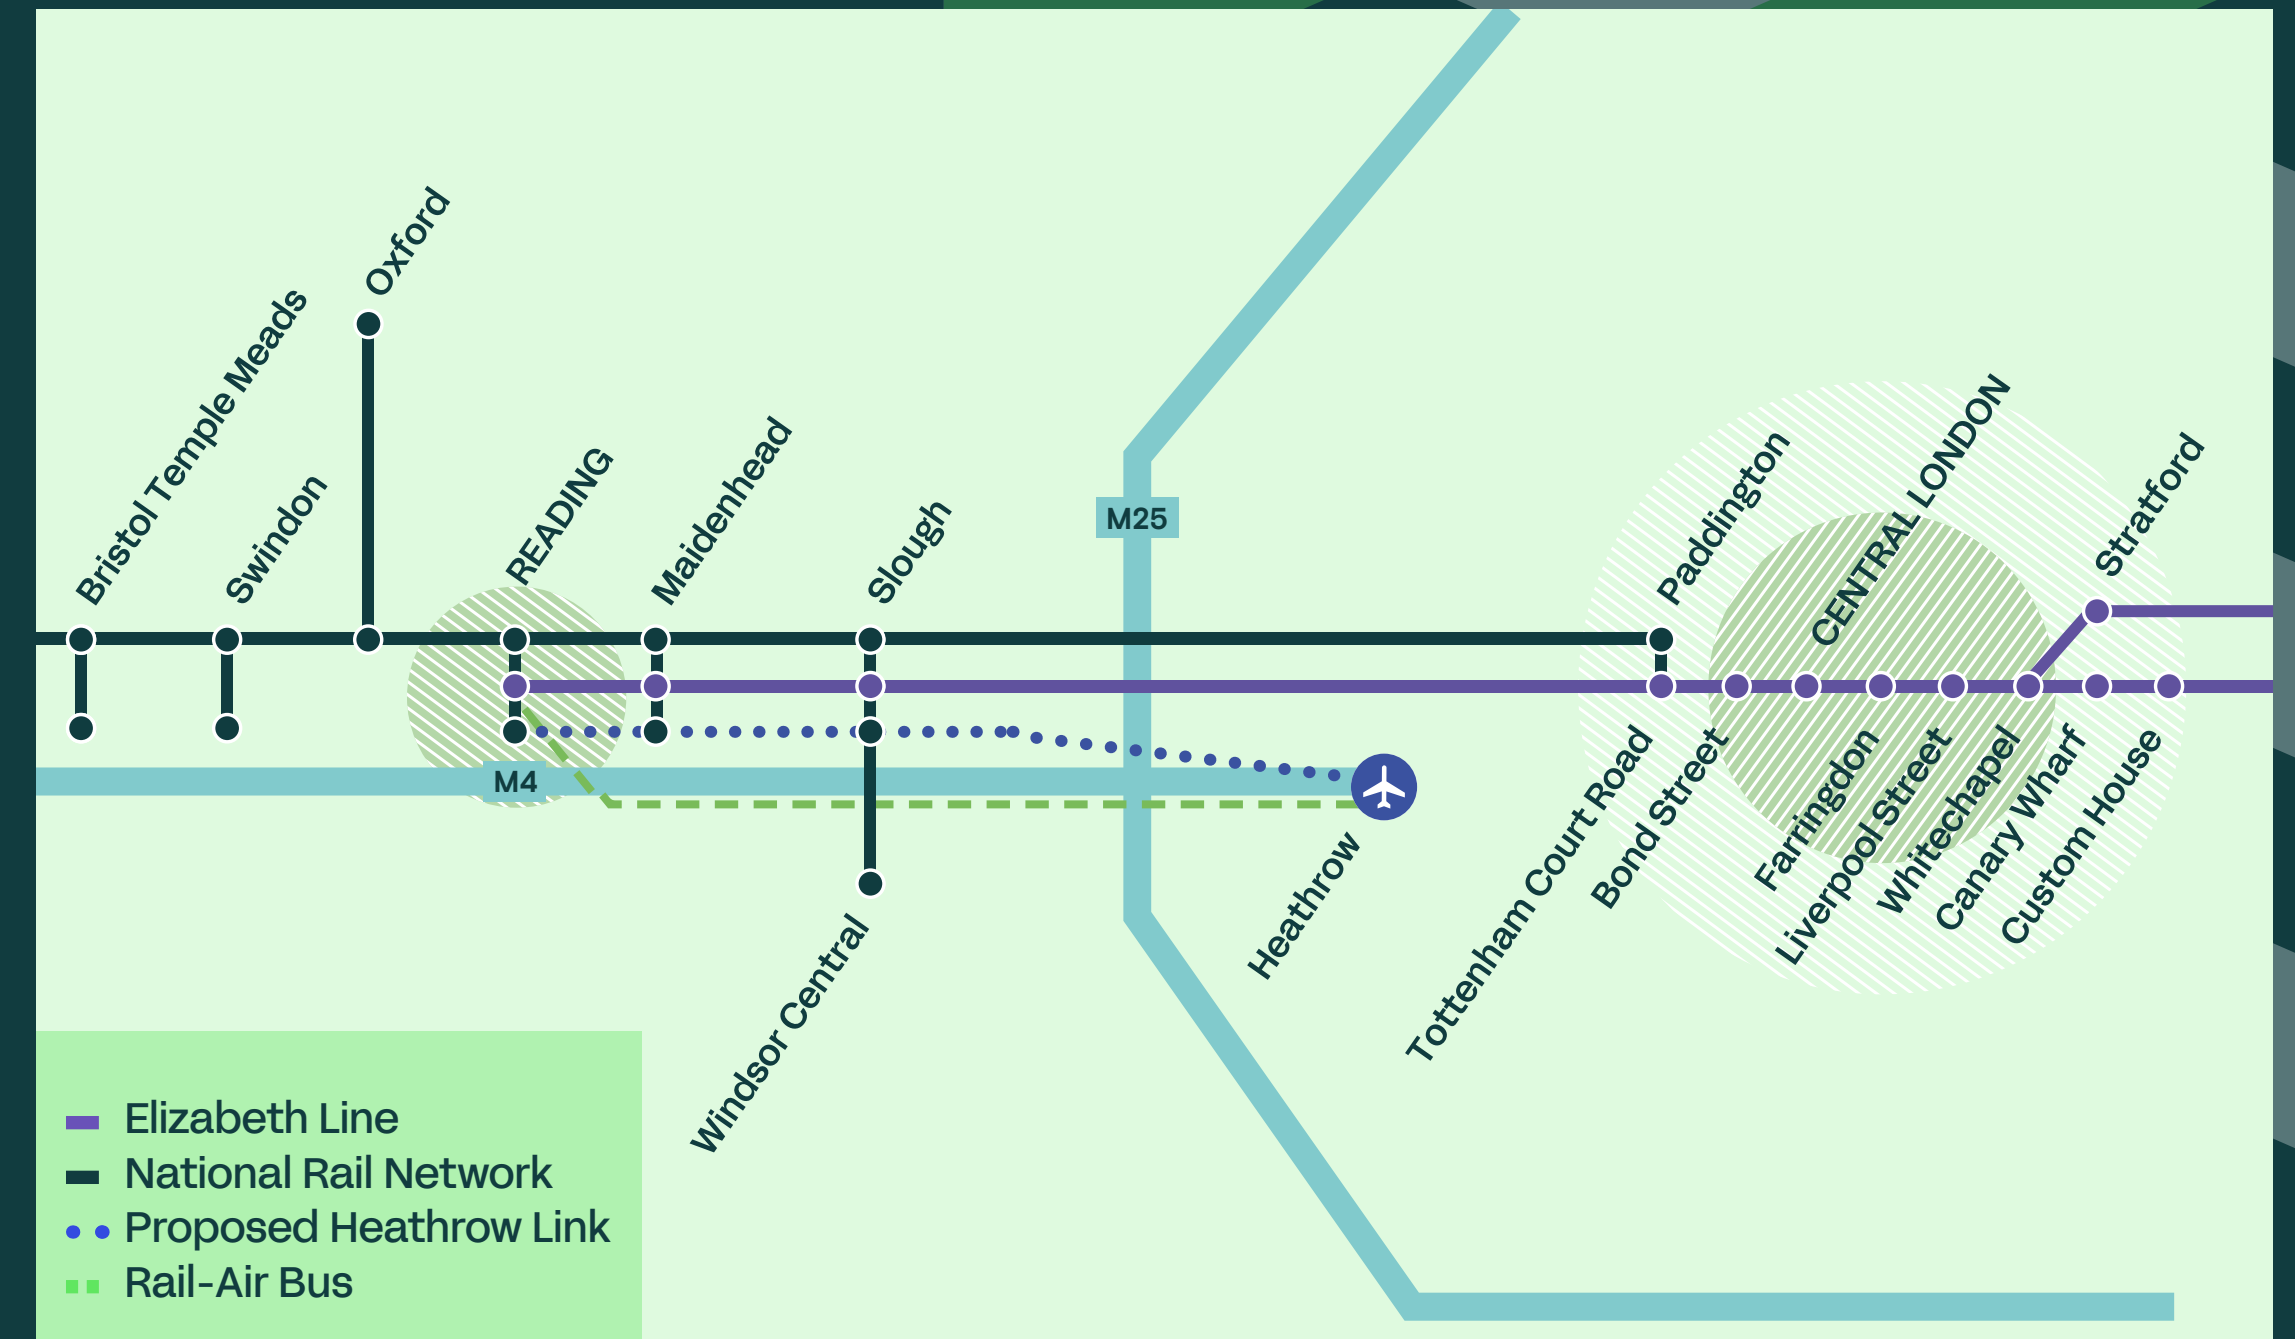 Oxford
Bristol Temple Meads
Swindon
READING
Maidenhead
Slough
M25
Paddington
CENTRAL LONDON
Stratford
M4
Heathrow
Windsor Central
Tottenham Court Road
Bond Street
Farringdon
Liverpool Street
Whitechapel
Canary Wharf
Custom House
Elizabeth Line
National Rail Network
Proposed Heathrow Link
Rail-Air Bus